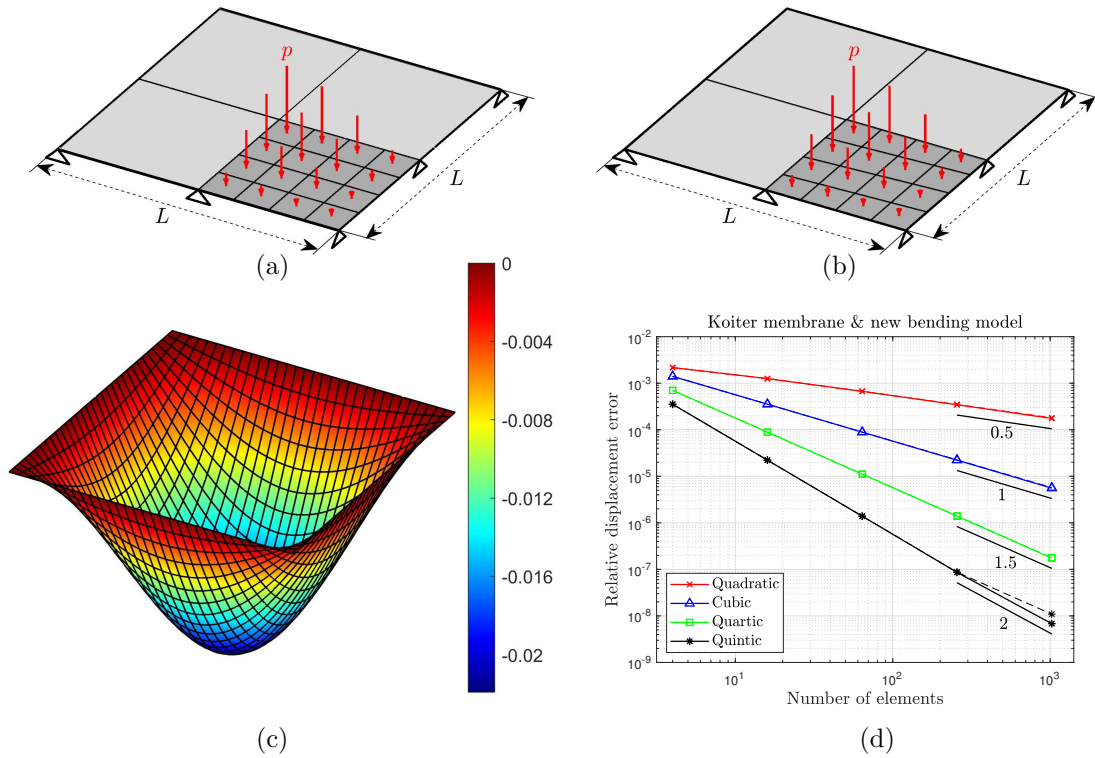 p
L
L
(a)
p
L
L
(b)
0
-0.004
-0.008
-0.012
-0.016
-0.02
(c)
Koiter membrane & new bending model
Relative displacement error
10^-2
10^-3
10^-4
10^-5
10^-6
10^-7
10^-8
10^-9
0.5
1
1.5
2
Quadratic
Cubic
Quartic
Quintic
10^1
10^2
10^3
Number of elements
(d)